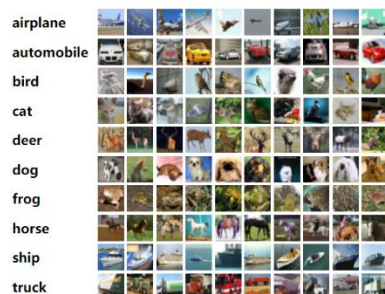 airplane
automobile
bird
cat
deer
dog
frog
horse
ship
truck